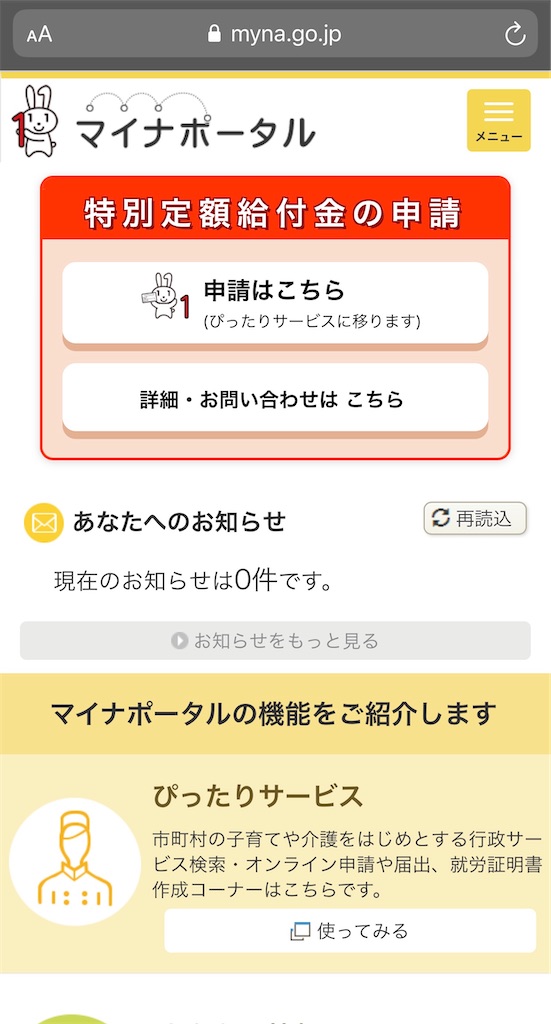 AA
myna.go.jp
マイナポータル
メニュー
特別定額給付金の申請
1
申請はこちら
(ぴったりサービスに移ります)
詳細・お問い合わせは こちら
あなたへのお知らせ
再読込
現在のお知らせは0件です。
お知らせをもっと見る
マイナポータルの機能をご紹介します
ぴったりサービス
市町村の子育てや介護をはじめとする行政サー
ビス検索・オンライン申請や届出、就労証明書
作成コーナーはこちらです。
使ってみる